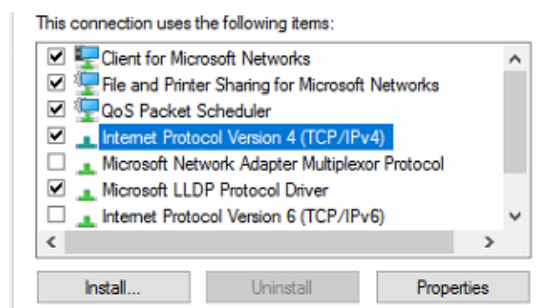 This connection uses the following items:
Client for Microsoft Networks
File and Printer Sharing for Microsoft Networks
QoS Packet Scheduler
Internet Protocol Version 4 (TCP/IPv4)
Microsoft Network Adapter Multiplexor Protocol
Microsoft LLDP Protocol Driver
Internet Protocol Version 6 (TCP/IPv6)
Install... Uninstall Properties